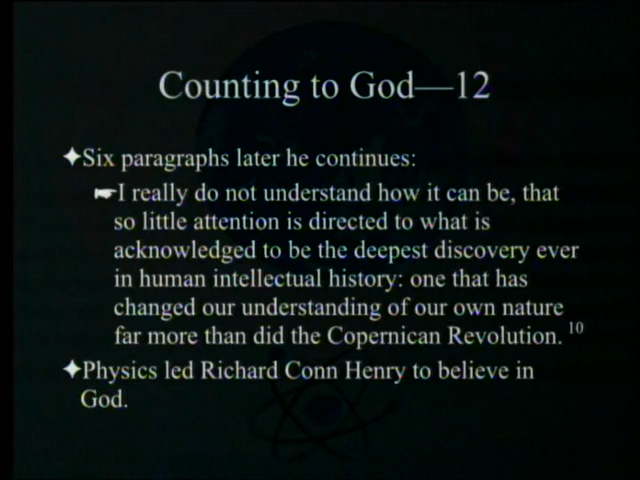 Counting to God—12
✦Six paragraphs later he continues:
☛I really do not understand how it can be, that
so little attention is directed to what is
acknowledged to be the deepest discovery ever
in human intellectual history: one that has
changed our understanding of our own nature
far more than did the Copernican Revolution. 10
✦Physics led Richard Conn Henry to believe in
God.